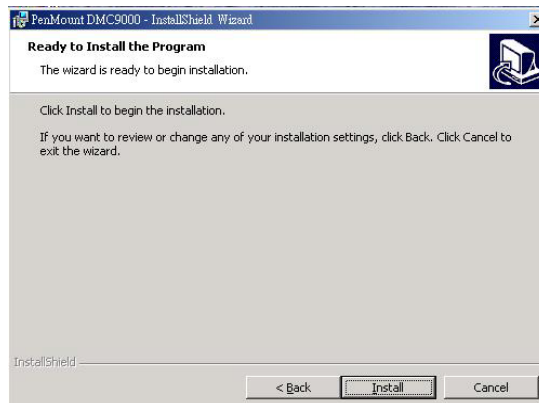 PenMount DMC9000 - InstallShield Wizard
Ready to Install the Program
The wizard is ready to begin installation.
Click Install to begin the installation.
If you want to review or change any of your installation settings, click Back. Click Cancel to
exit the wizard.
InstallShield
< Back Install Cancel